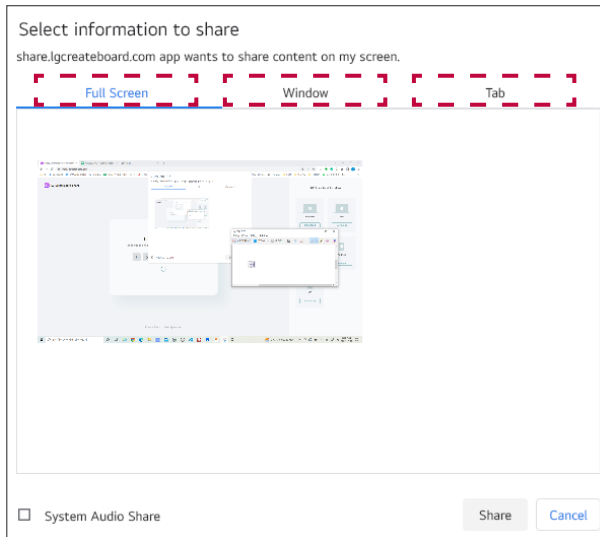 Select information to share
share.lgcreateboard.com app wants to share content on my screen.
Full Screen
Window
Tab
System Audio Share
Share
Cancel